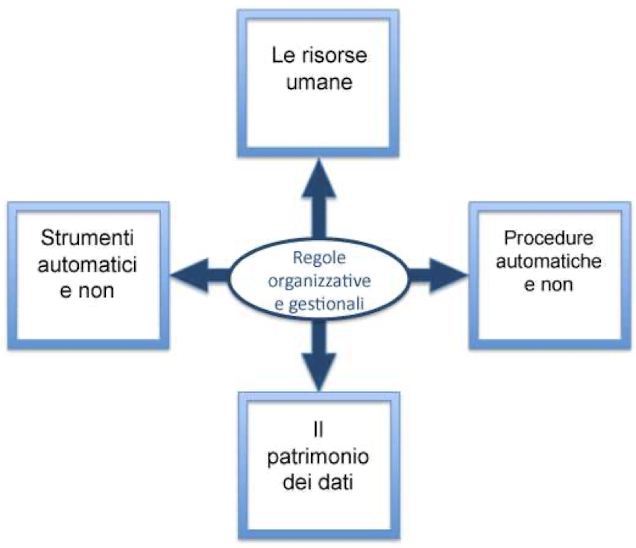 Le risorse
umane
Strumenti
automatici
e non
Regole
organizzative
e gestionali
Procedure
automatiche
e non
Il
patrimonio
dei dati